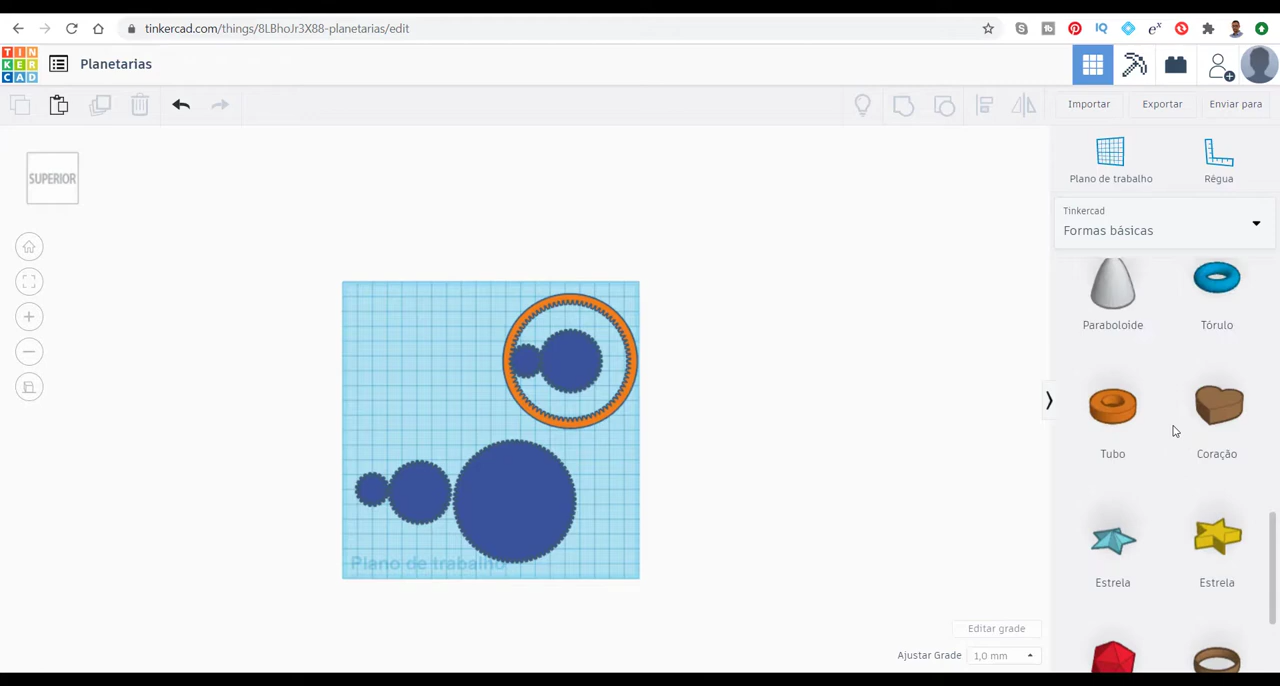 tinkercad.com/things/8LBhoJr3X88-planetarias/edit
IQ
e^x
TIN
KER
CAD
Planetarias
Importar
Exportar
Enviar para
SUPERIOR
Plano de trabalho
Régua
Tinkercad
Formas básicas
Paraboloide
Tórulo
Tubo
Coração
Estrela
Estrela
Plano de trabalho
Editar grade
Ajustar Grade
1,0 mm